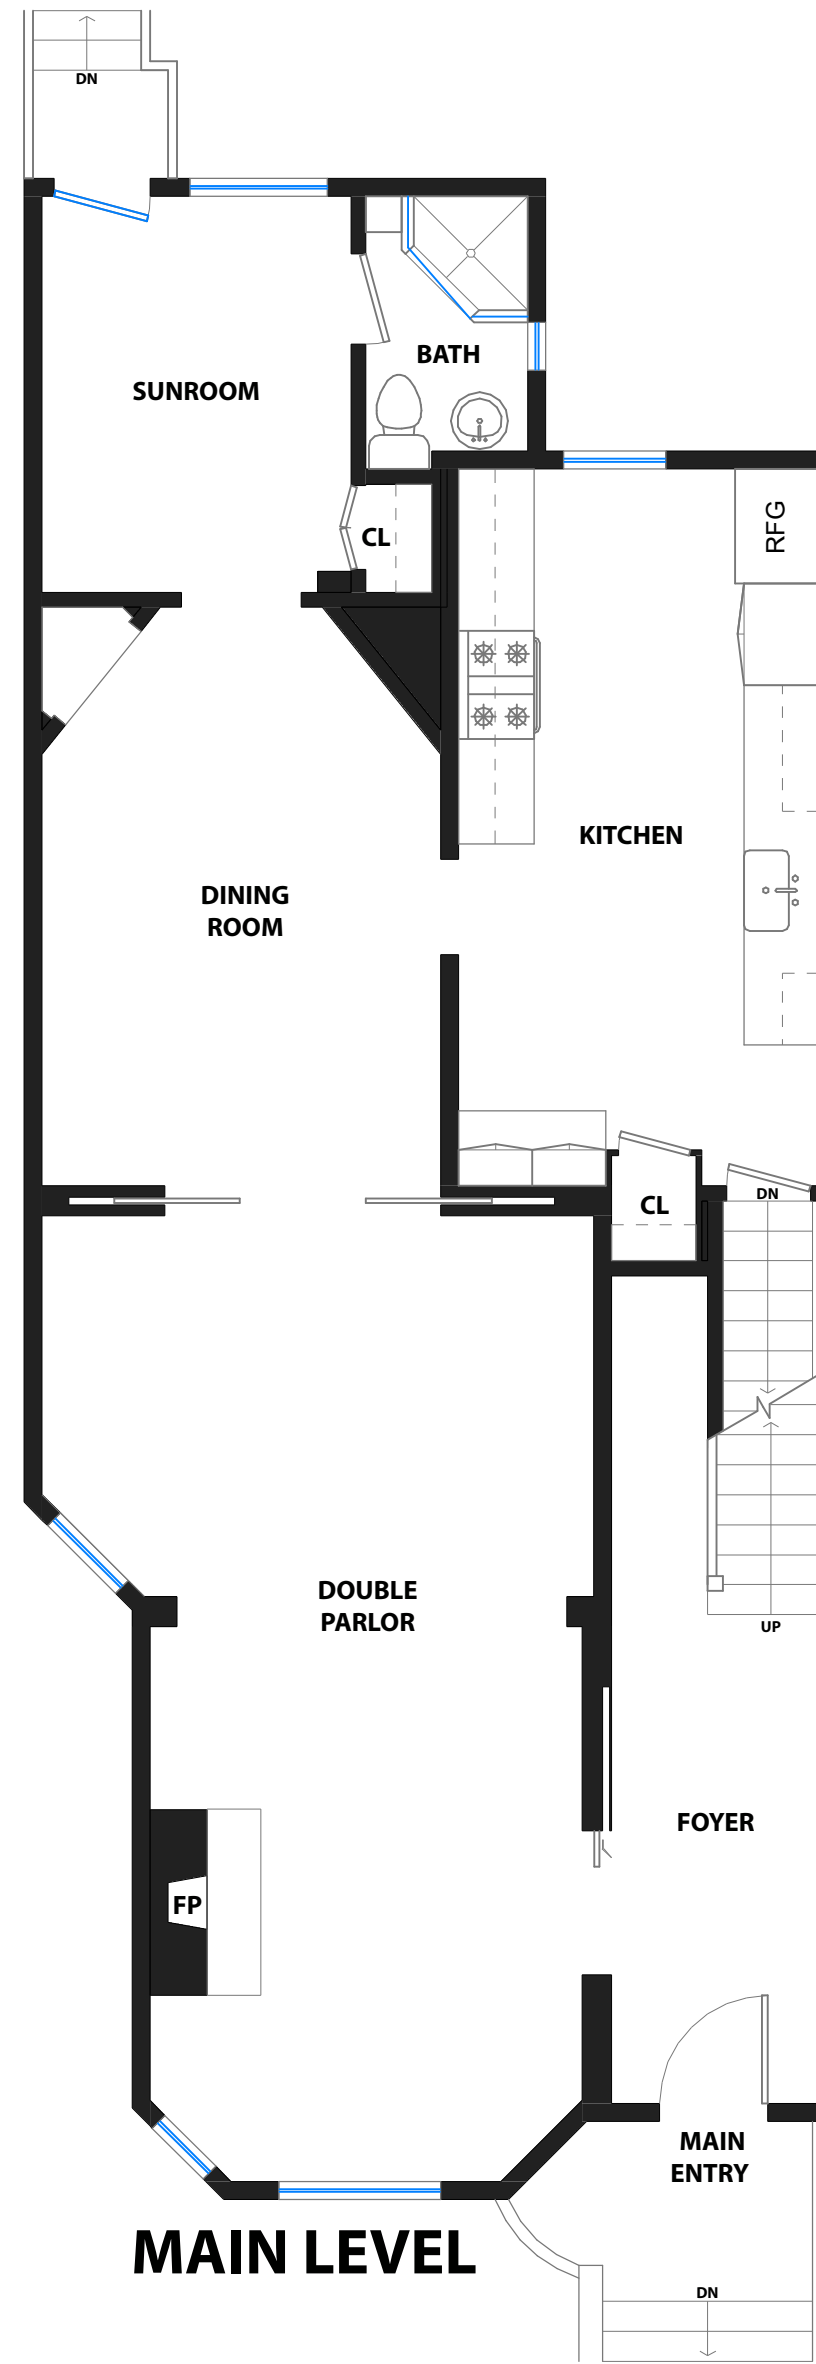 DN
BATH
SUNROOM
RFG
CL
KITCHEN
DINING
ROOM
DN
CL
DOUBLE
PARLOR
UP
FOYER
FP
MAIN
ENTRY
MAIN LEVEL
DN